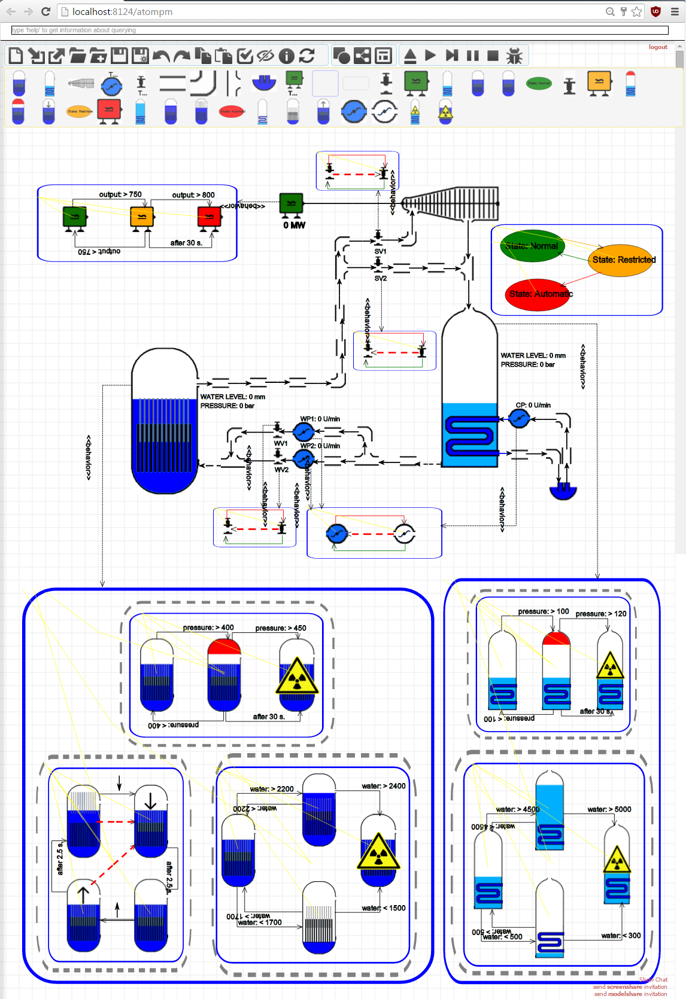 localhost:8124/atompm
type 'help' to get information about querying
logout
T...
State: Normal
T...
T...
State: Restricte
State: Automati
output: > 750
output: > 800
<<behavior>>
<<behavior>>
0 MW
output: < 750
after 30 s.
SV1
SV2
State: Normal
State: Restricted
State: Automatic
<<behavior>>
<<behavior>>
WATER LEVEL: 0 mm
PRESSURE: 0 bar
WATER LEVEL: 0 mm
PRESSURE: 0 bar
CP: 0 U/min
WP1: 0 U/min
WV1
WP2: 0 U/min
WV2
<<behavior>>
<<behavior>>
<<behavior>>
<<behavior>>
<<behavior>>
<<behavior>>
pressure: > 400
pressure: > 450
pressure: < 400
after 30 s.
pressure: > 100
pressure: > 120
pressure: < 100
after 30 s.
after 2.5 s.
after 2.5 s.
water: > 2200
water: > 2400
water: < 2200
water: > 1700
water: < 1700
water: < 1500
water: > 4500
water: > 5000
water: < 4500
water: > 500
water: < 500
water: < 300
Show Chat
send screenshare invitation
send modelshare invitation